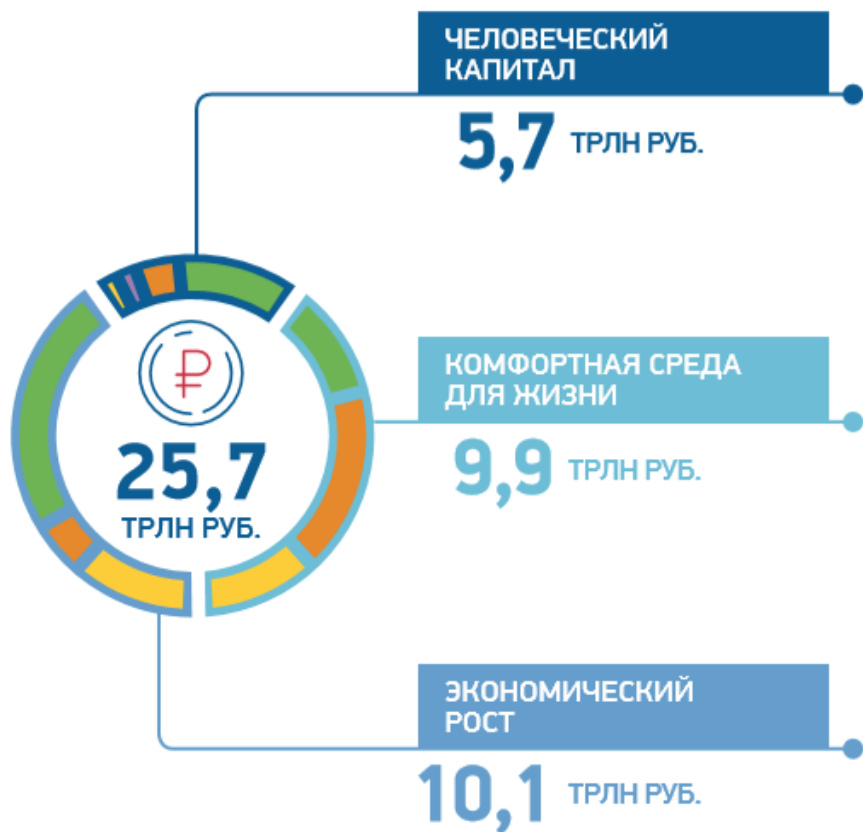 ЧЕЛОВЕЧЕСКИЙ
КАПИТАЛ
5,7 ТРЛН РУБ.
₽
25,7
ТРЛН РУБ.
КОМФОРТНАЯ СРЕДА
ДЛЯ ЖИЗНИ
9,9 ТРЛН РУБ.
ЭКОНОМИЧЕСКИЙ
РОСТ
10,1 ТРЛН РУБ.